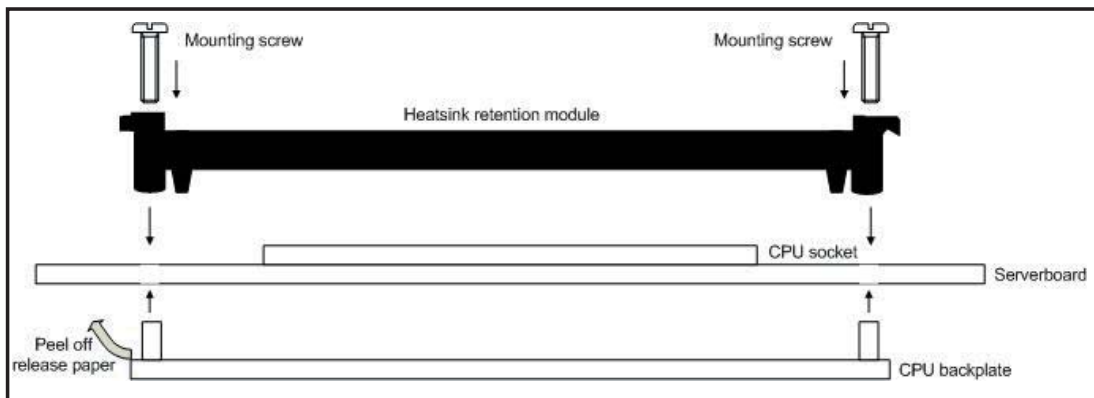 Mounting screw
Mounting screw
Heatsink retention module
CPU socket
Serverboard
Peel off
release paper
CPU backplate